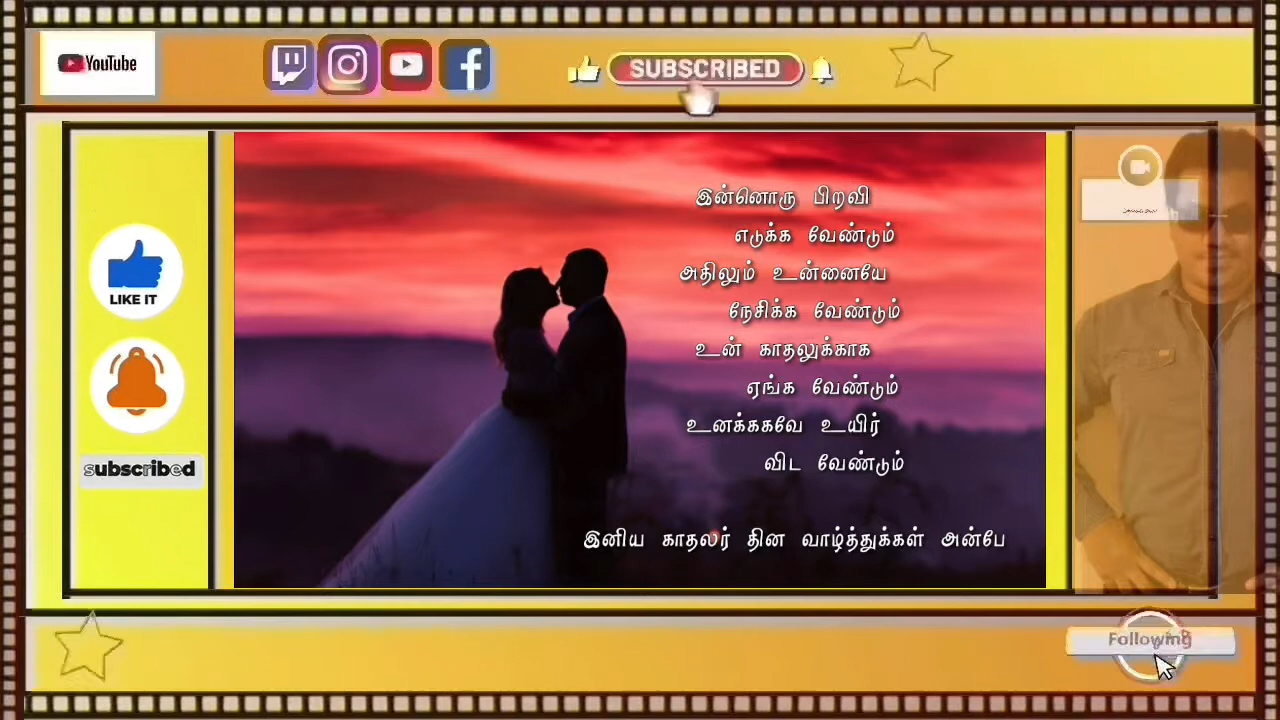 YouTube
SUBSCRIBED
இன்னொரு பிறவி
எடுக்க வேண்டும்
அதிலும் உன்னையே
நேசிக்க வேண்டும்
உன் காதலுக்காக
ஏங்க வேண்டும்
உனக்ககவே உயிர்
விட வேண்டும்
இனிய காதலர் தின வாழ்த்துக்கள் அன்பே
LIKE IT
subscribed
Following